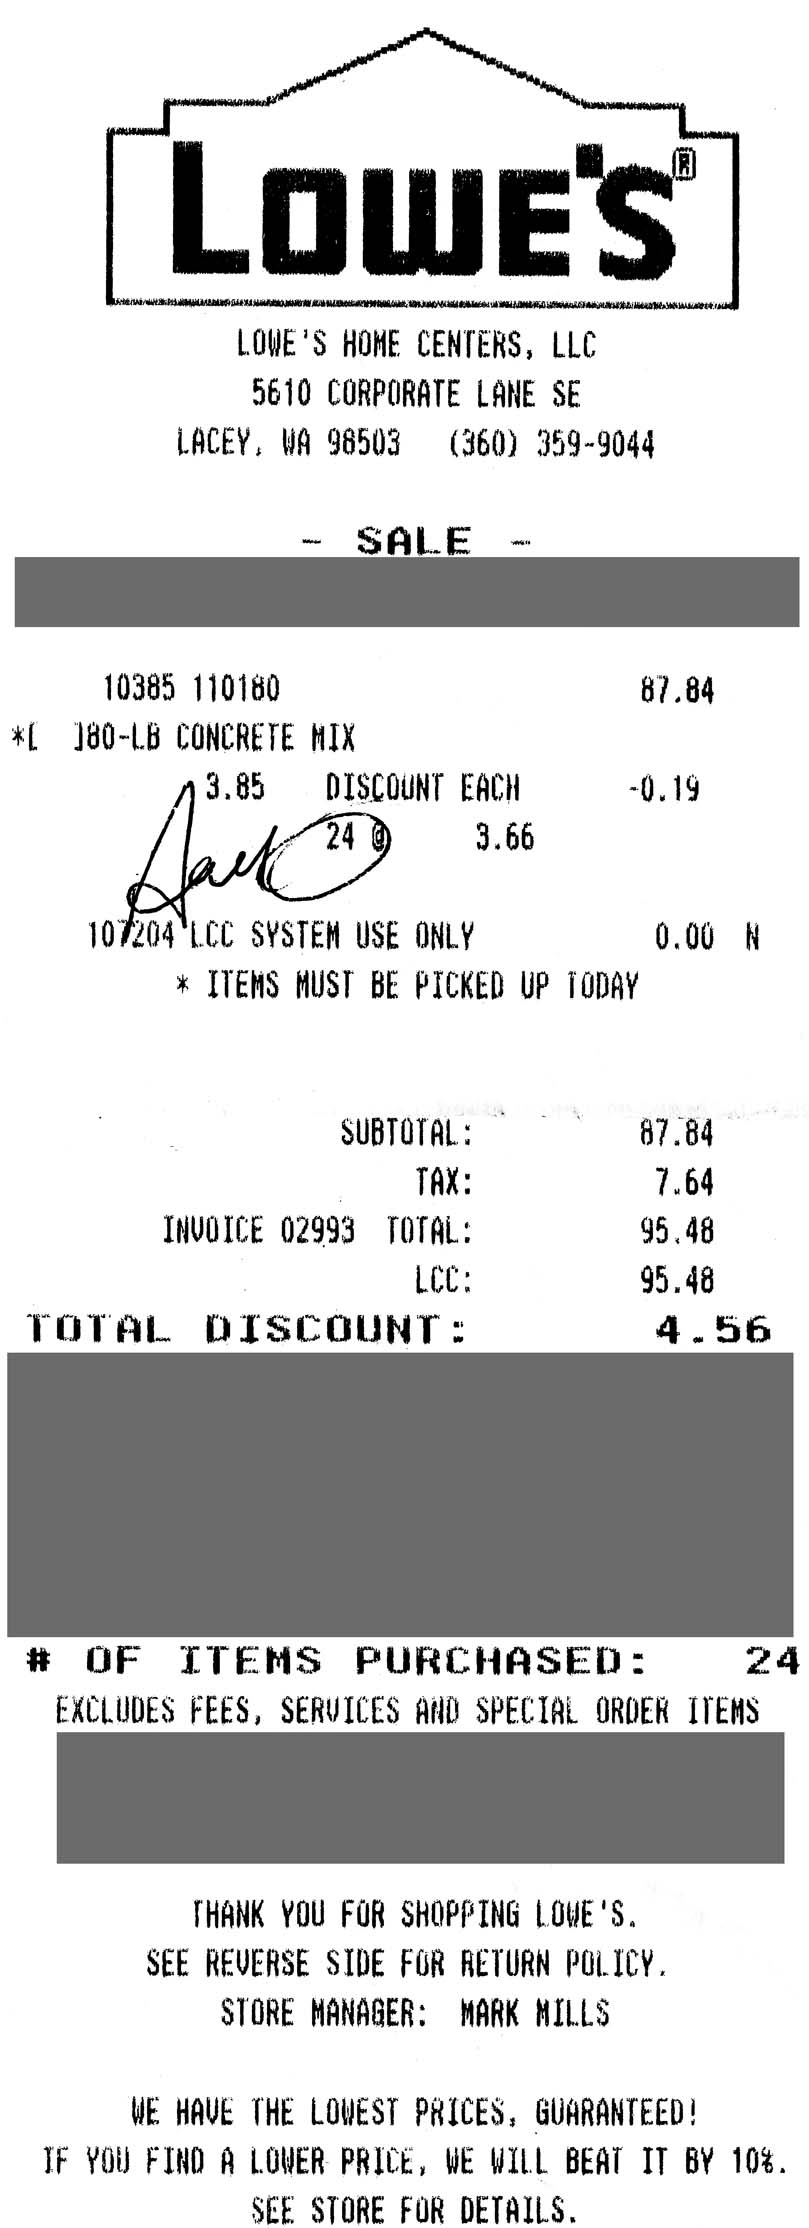 LOWE'S®
LOWE'S HOME CENTERS, LLC
5610 CORPORATE LANE SE
LACEY, WA 98503 (360) 359-9044
- SALE -
10385 110180 87.84
*[ ]80-LB CONCRETE MIX
3.85 DISCOUNT EACH -0.19
24 @ 3.66
107204 LCC SYSTEM USE ONLY 0.00 N
* ITEMS MUST BE PICKED UP TODAY
SUBTOTAL: 87.84
TAX: 7.64
INVOICE 02993 TOTAL: 95.48
LCC: 95.48
TOTAL DISCOUNT: 4.56
# OF ITEMS PURCHASED: 24
EXCLUDES FEES, SERVICES AND SPECIAL ORDER ITEMS
THANK YOU FOR SHOPPING LOWE'S.
SEE REVERSE SIDE FOR RETURN POLICY.
STORE MANAGER: MARK MILLS
WE HAVE THE LOWEST PRICES, GUARANTEED!
IF YOU FIND A LOWER PRICE, WE WILL BEAT IT BY 10%.
SEE STORE FOR DETAILS.